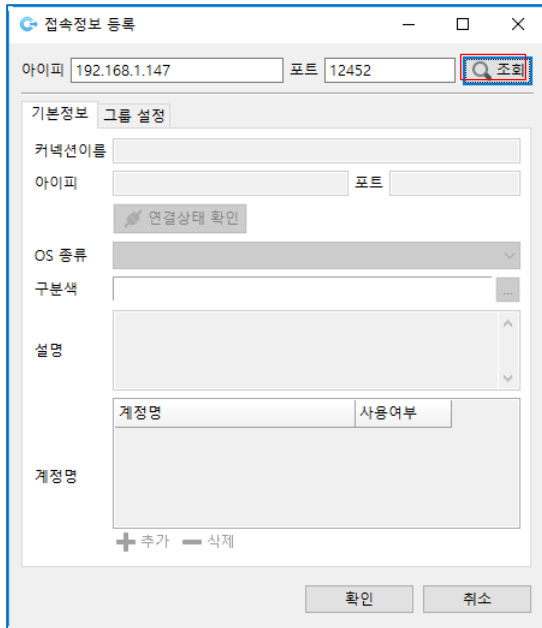 접속정보 등록
아이피 192.168.1.147 포트 12452 조회
기본정보 그룹 설정
커넥션이름
아이피 포트
연결상태 확인
OS 종류
구분색 ...
설명
계정명 사용여부
계정명
추가 삭제
확인 취소